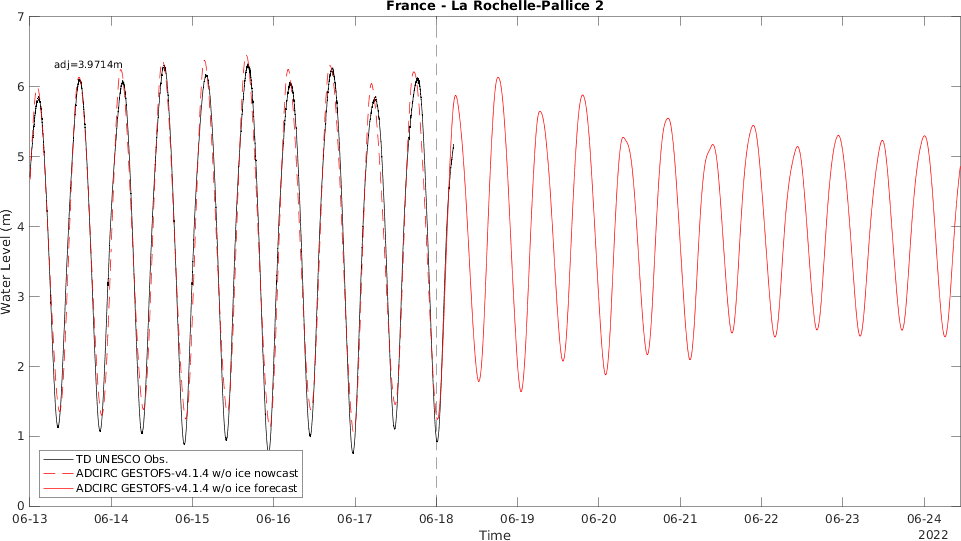 France - La Rochelle-Pallice 2
7
adj=3.9714m
6
5
4
3
2
1
0
Water Level (m)
TD UNESCO Obs.
ADCIRC GESTOFS-v4.1.4 w/o ice nowcast
ADCIRC GESTOFS-v4.1.4 w/o ice forecast
06-13 06-14 06-15 06-16 06-17 06-18 06-19 06-20 06-21 06-22 06-23 06-24
Time 2022